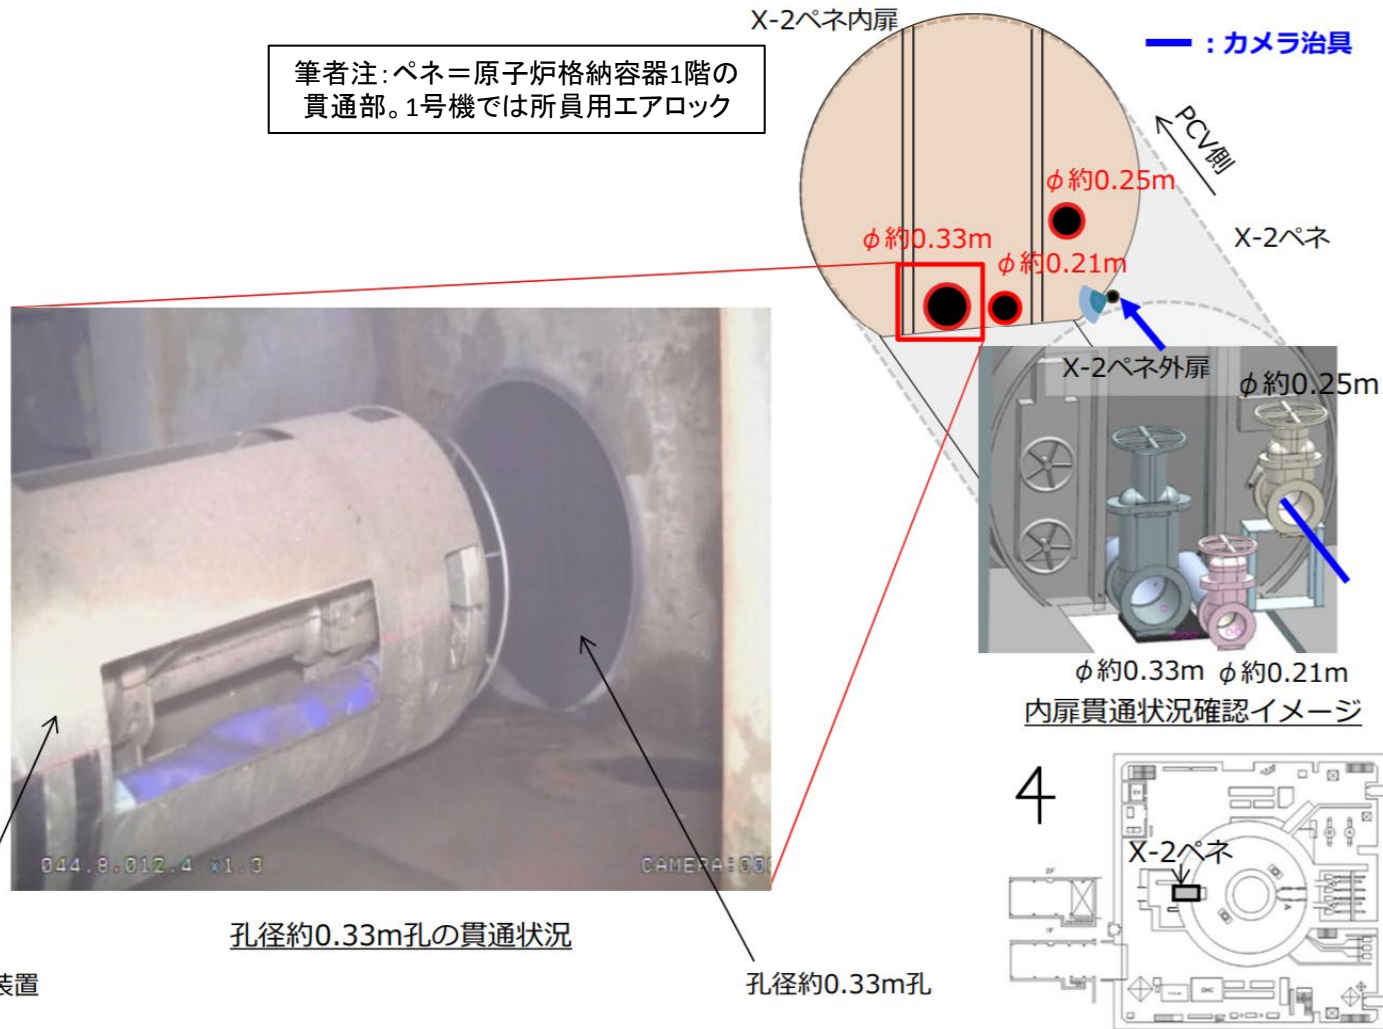 X-2ペネ内扉
━ : カメラ治具
筆者注：ペネ＝原子炉格納容器1階の
貫通部。1号機では所員用エアロック
PCV側
φ約0.25m
X-2ペネ
φ約0.33m
φ約0.21m
X-2ペネ外扉
φ約0.25m
φ約0.33m φ約0.21m
内扉貫通状況確認イメージ
044.8.012.4 x1.3
孔径約0.33m孔の貫通状況
装置
孔径約0.33m孔
X-2ペネ